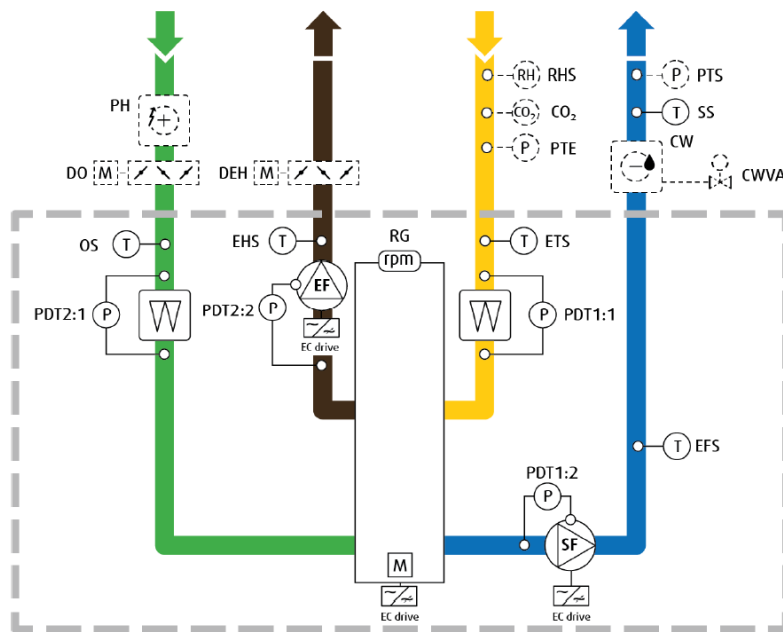 RH RHS
P PTS
PH
CO₂ CO₂
T SS
P PTE
CW
DO M
DEH M
CWVA
RG
rpm
OS T
EHS T
T ETS
EF
P
PDT2:1
PDT2:2 P
P PDT1:1
EC drive
T EFS
PDT1:2
P
SF
M
EC drive
EC drive